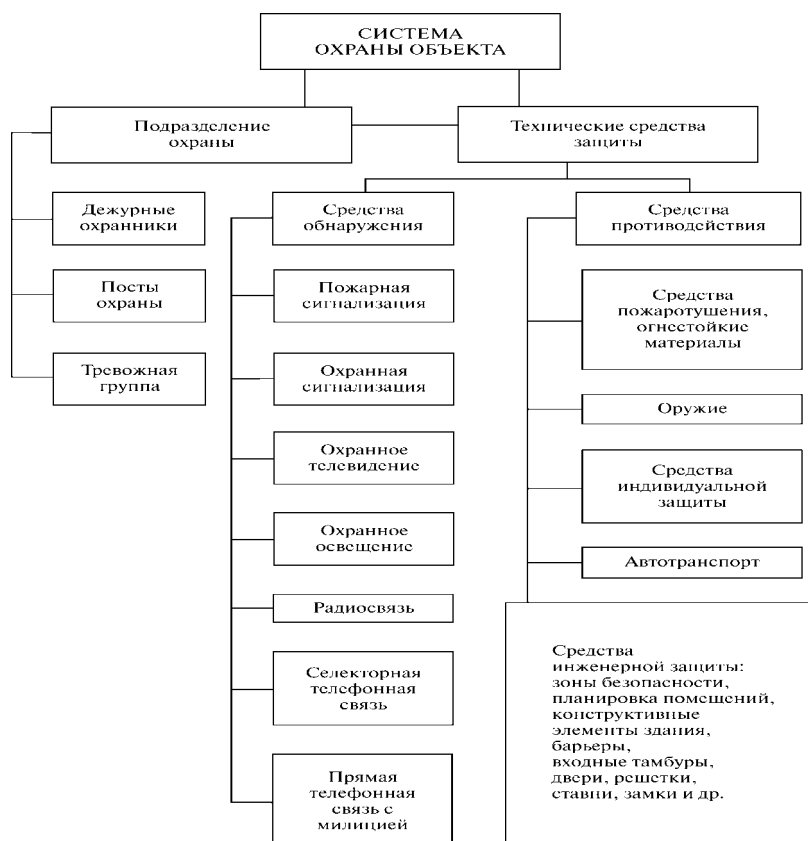 СИСТЕМА
ОХРАНЫ ОБЪЕКТА
Подразделение
охраны
Технические средства
защиты
Дежурные
охранники
Посты
охраны
Тревожная
группа
Средства
обнаружения
Пожарная
сигнализация
Охранная
сигнализация
Охранное
телевидение
Охранное
освещение
Радиосвязь
Селекторная
телефонная
связь
Прямая
телефонная
связь с
милицией
Средства
противодействия
Средства
пожаротушения,
огнестойкие
материалы
Оружие
Средства
индивидуальной
защиты
Автотранспорт
Средства
инженерной защиты:
зоны безопасности,
планировка помещений,
конструктивные
элементы здания,
барьеры,
входные тамбуры,
двери, решетки,
ставни, замки и др.